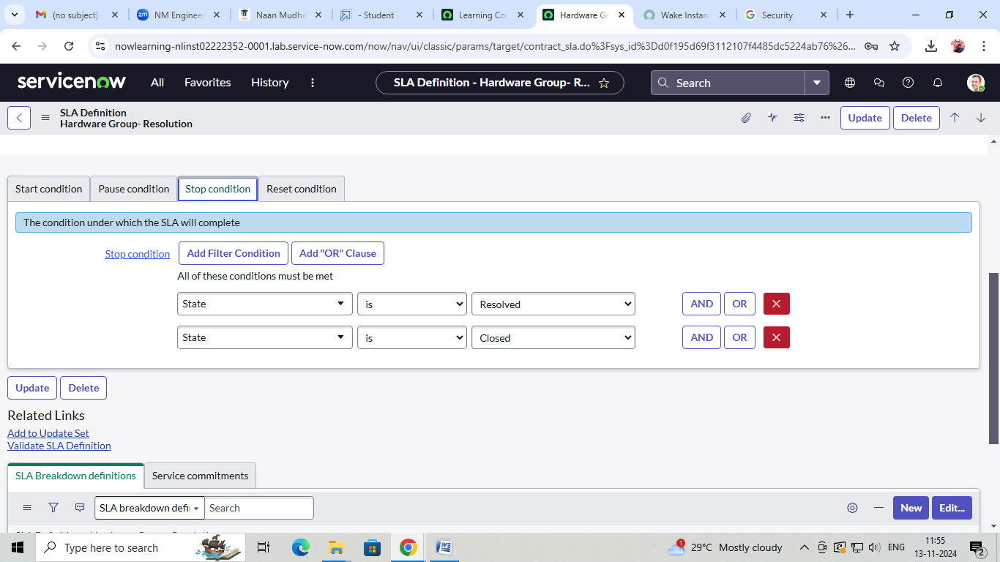 (no subject) -
NM Enginee
Naan Mudha
- Student
Learning Co
Hardware Gr
Wake Instan
Security
nowlearning-nlinst02222352-0001.lab.service-now.com/now/nav/ui/classic/params/target/contract_sla.do%3Fsys_id%3Dd0f195d69f3112107f4485dc5224ab76%26...
servicenow
All
Favorites
History
SLA Definition - Hardware Group- R...
Search
SLA Definition
Hardware Group- Resolution
Update
Delete
Start condition
Pause condition
Stop condition
Reset condition
The condition under which the SLA will complete
Stop condition
Add Filter Condition
Add "OR" Clause
All of these conditions must be met
State
is
Resolved
AND
OR
State
is
Closed
AND
OR
Update
Delete
Related Links
Add to Update Set
Validate SLA Definition
SLA Breakdown definitions
Service commitments
SLA breakdown defi
Search
New
Edit...
Type here to search
1
29°C Mostly cloudy
ENG
11:55
13-11-2024
2